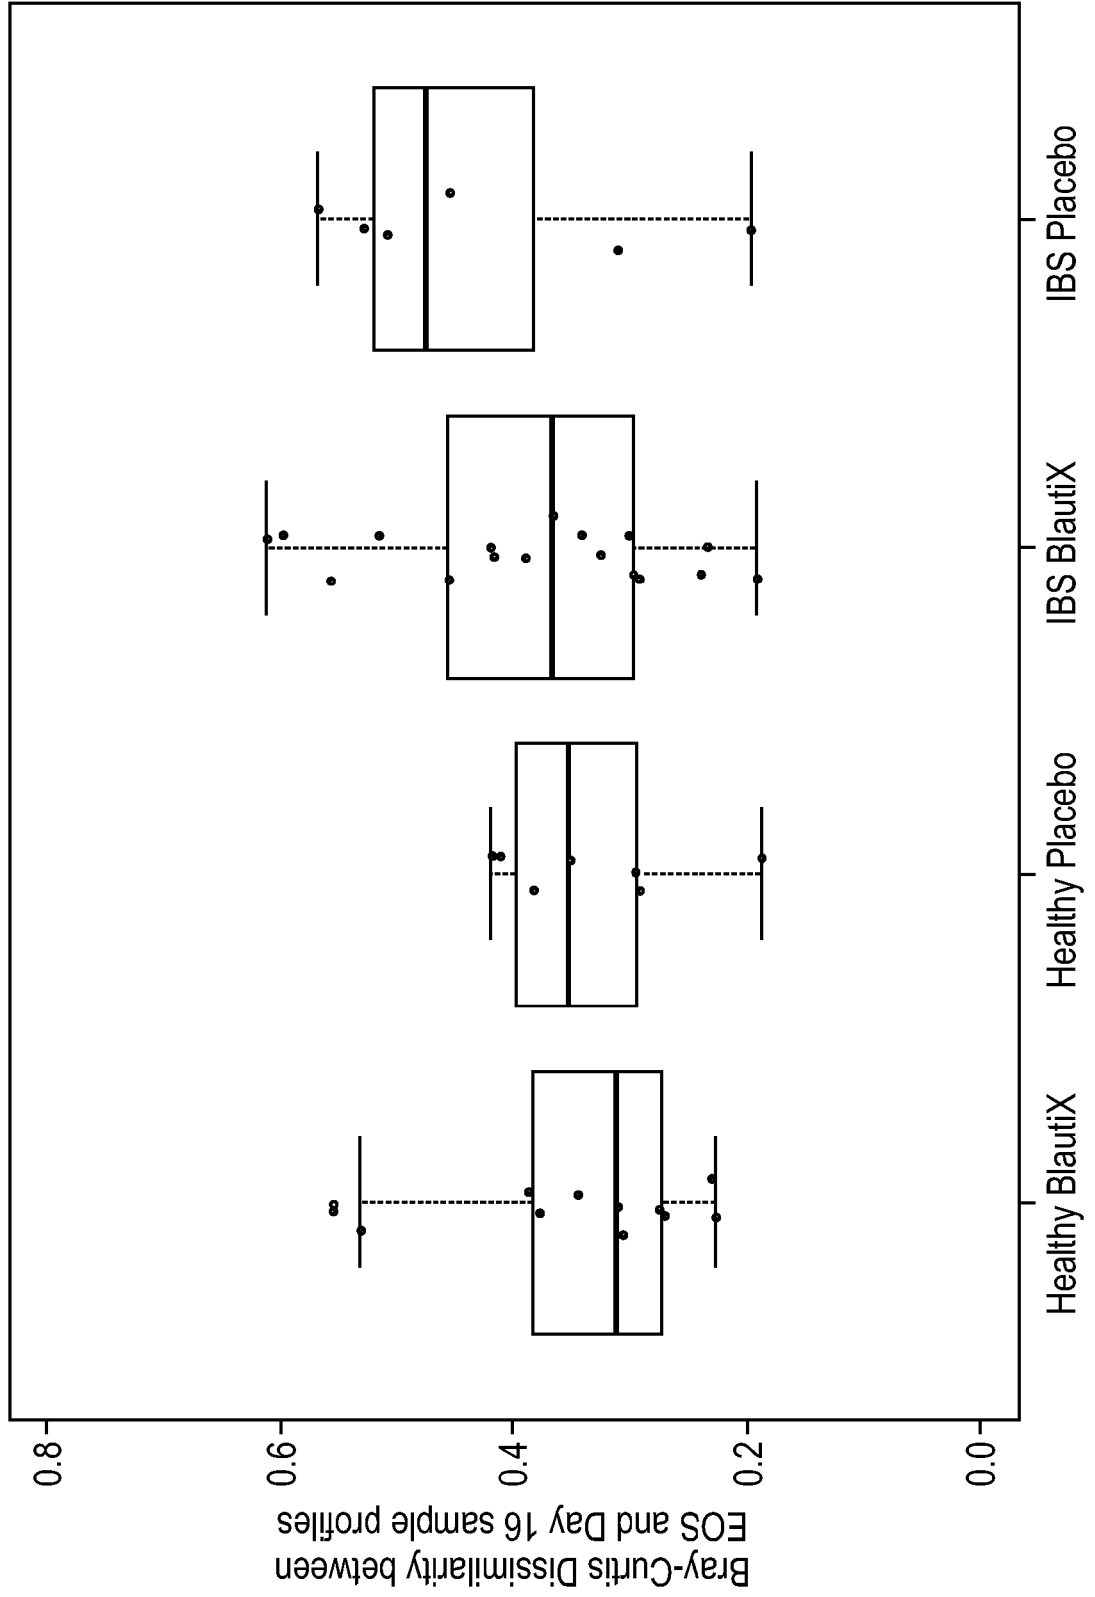 Bray-Curtis Dissimilarity between
EOS and Day 16 sample profiles
0.8
0.6
0.4
0.2
0.0
Healthy BlautiX
Healthy Placebo
IBS BlautiX
IBS Placebo